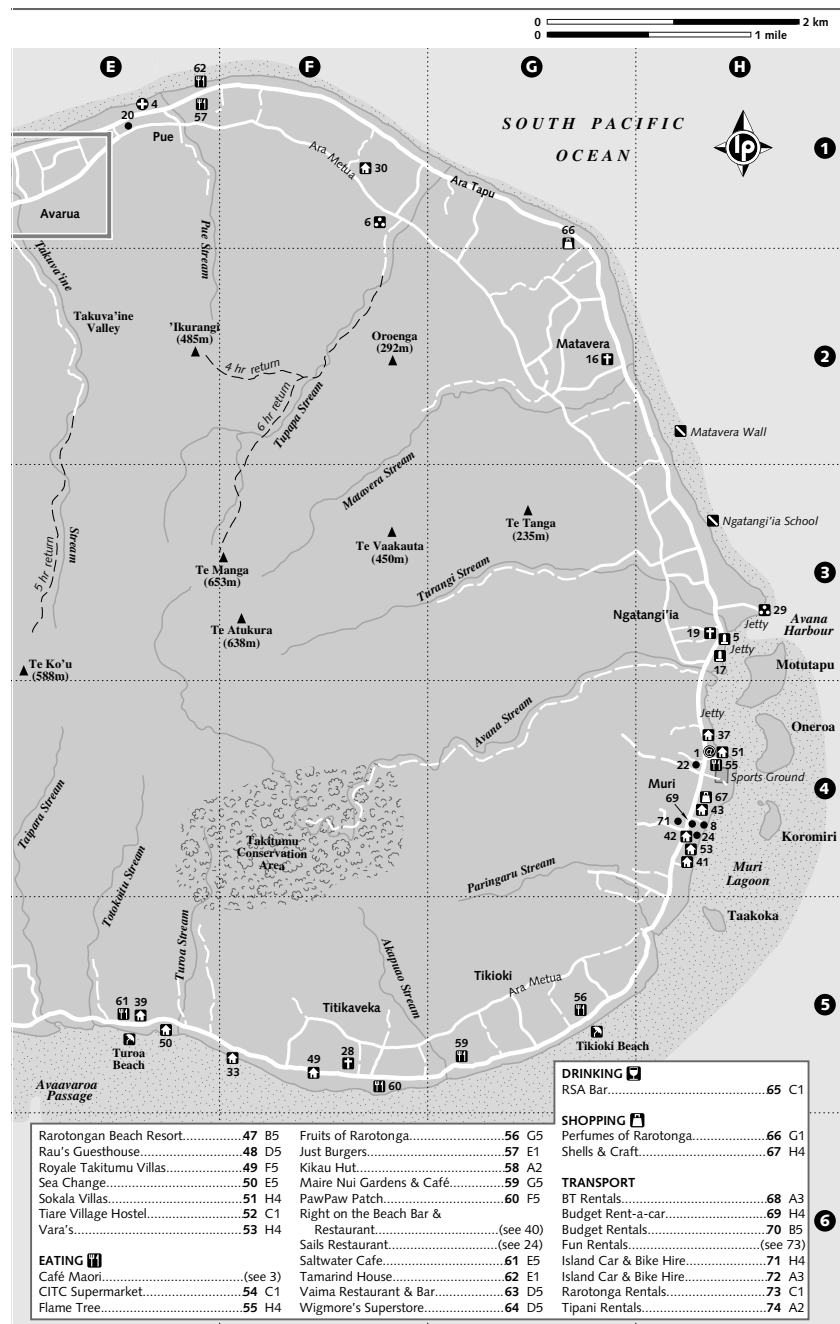 0 2 km
0 1 mile
E F G H
62
4
20
57
Pue
SOUTH PACIFIC
OCEAN
lp
1
Ara Metua
30
Ara Tapu
Avarua
6
66
Takuva'ine
Pue Stream
Takuva'ine
Valley
'Ikurangi
(485m)
Oroenga
(292m)
Matavera
16
2
4 hr return
6 hr return
Tupapa Stream
Matavera Wall
Matavera Stream
Stream
5 hr return
Te Tanga
(235m)
Ngatangi'ia School
Te Manga
(653m)
Te Vaakauta
(450m)
Turangi Stream
3
Te Atukura
(638m)
Ngatangi'ia
29
Jetty
Avana
Harbour
19
5
Jetty
17
Te Ko'u
(588m)
Motutapu
Avana Stream
Jetty
Oneroa
37
1 @ 51
22 55
Sports Ground
Muri
67
4
69
43
71
8
Koromiri
42 24
53
41
Taipara Stream
Takitumu
Conservation
Area
Totokoitu Stream
Paringaru Stream
Muri
Lagoon
Taakoka
Turoa Stream
Akapuao Stream
Tikioki
Ara Metua
56
5
61 39
Titikaveka
50
Turoa
Beach
33
49
28
59
60
Tikioki Beach
Avaavaroa
Passage
DRINKING
RSA Bar 65 C1
SHOPPING
Perfumes of Rarotonga 66 G1
Shells & Craft 67 H4
TRANSPORT
BT Rentals 68 A3
Budget Rent-a-car 69 H4
Budget Rentals 70 B5
Fun Rentals (see 73)
Island Car & Bike Hire 71 H4
Island Car & Bike Hire 72 A3
Rarotonga Rentals 73 C1
Tipani Rentals 74 A2
6
Rarotongan Beach Resort 47 B5
Rau's Guesthouse 48 D5
Royale Takitumu Villas 49 F5
Sea Change 50 E5
Sokala Villas 51 H4
Tiare Village Hostel 52 C1
Vara's 53 H4
EATING
Café Maori (see 3)
CITC Supermarket 54 C1
Flame Tree 55 H4
Fruits of Rarotonga 56 G5
Just Burgers 57 E1
Kikau Hut 58 A2
Maire Nui Gardens & Café 59 G5
PawPaw Patch 60 F5
Right on the Beach Bar &
Restaurant (see 40)
Sails Restaurant (see 24)
Saltwater Cafe 61 E5
Tamarind House 62 E1
Vaima Restaurant & Bar 63 D5
Wigmore's Superstore 64 D5